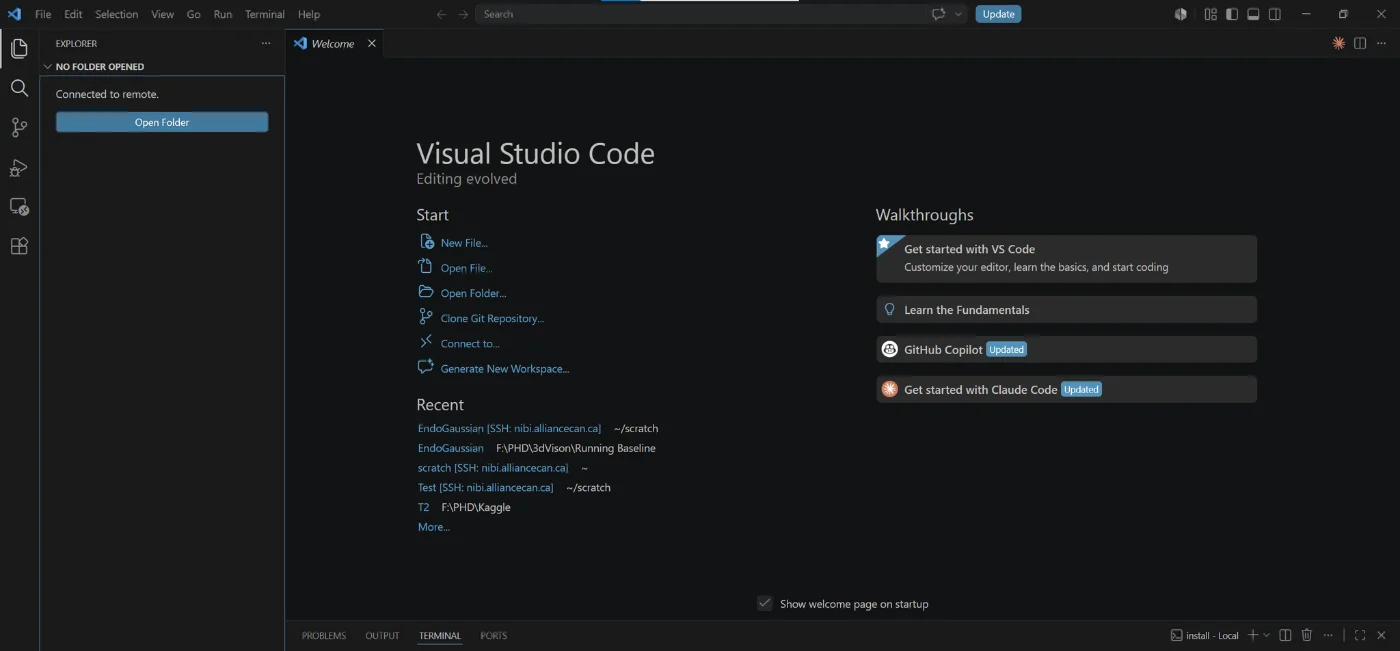 File Edit Selection View Go Run Terminal Help Search Update
EXPLORER
NO FOLDER OPENED
Connected to remote.
Open Folder
Welcome
Visual Studio Code
Editing evolved
Start
New File...
Open File...
Open Folder...
Clone Git Repository...
Connect to...
Generate New Workspace...
Recent
EndoGaussian [SSH: nibi.alliancecan.ca] ~/scratch
EndoGaussian F:\PHD\3dVison\Running Baseline
scratch [SSH: nibi.alliancecan.ca] ~
Test [SSH: nibi.alliancecan.ca] ~/scratch
T2 F:\PHD\Kaggle
More...
Walkthroughs
Get started with VS Code
Customize your editor, learn the basics, and start coding
Learn the Fundamentals
GitHub Copilot Updated
Get started with Claude Code Updated
Show welcome page on startup
PROBLEMS OUTPUT TERMINAL PORTS install - Local